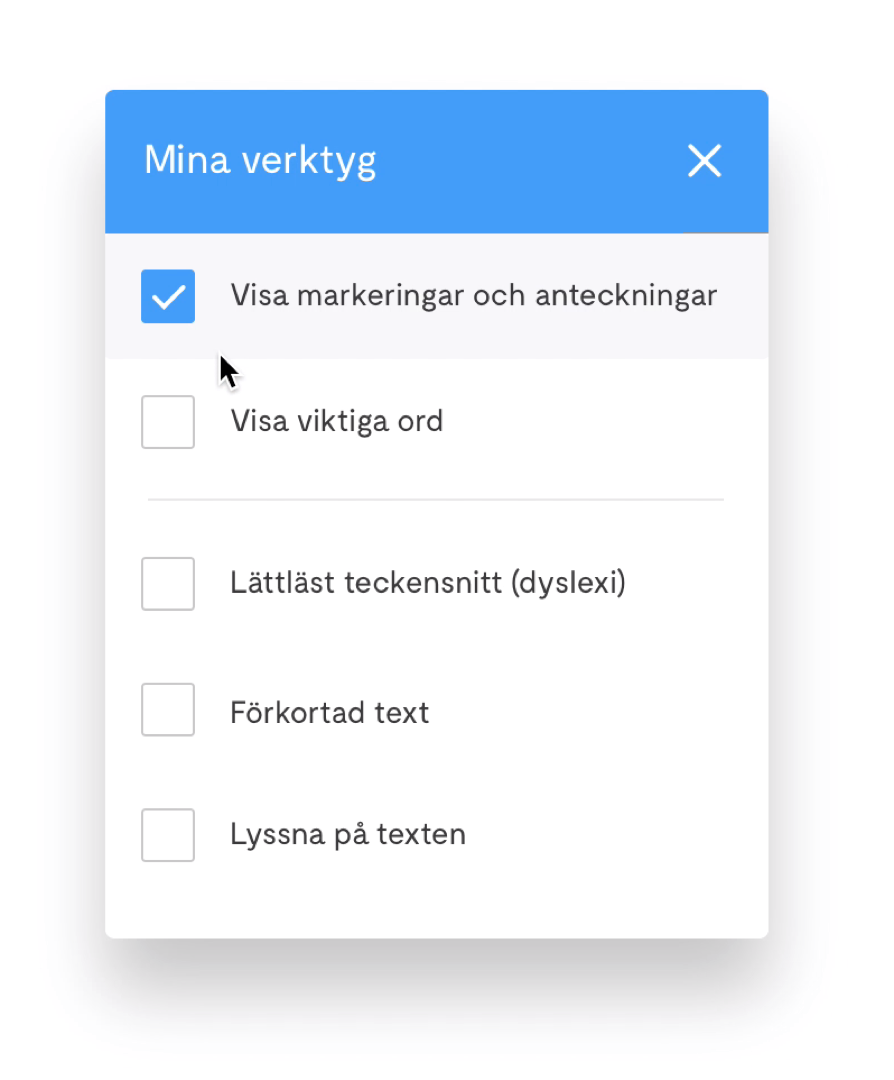 Mina verktyg
Visa markeringar och anteckningar
Visa viktiga ord
Lättläst teckensnitt (dyslexi)
Förkortad text
Lyssna på texten